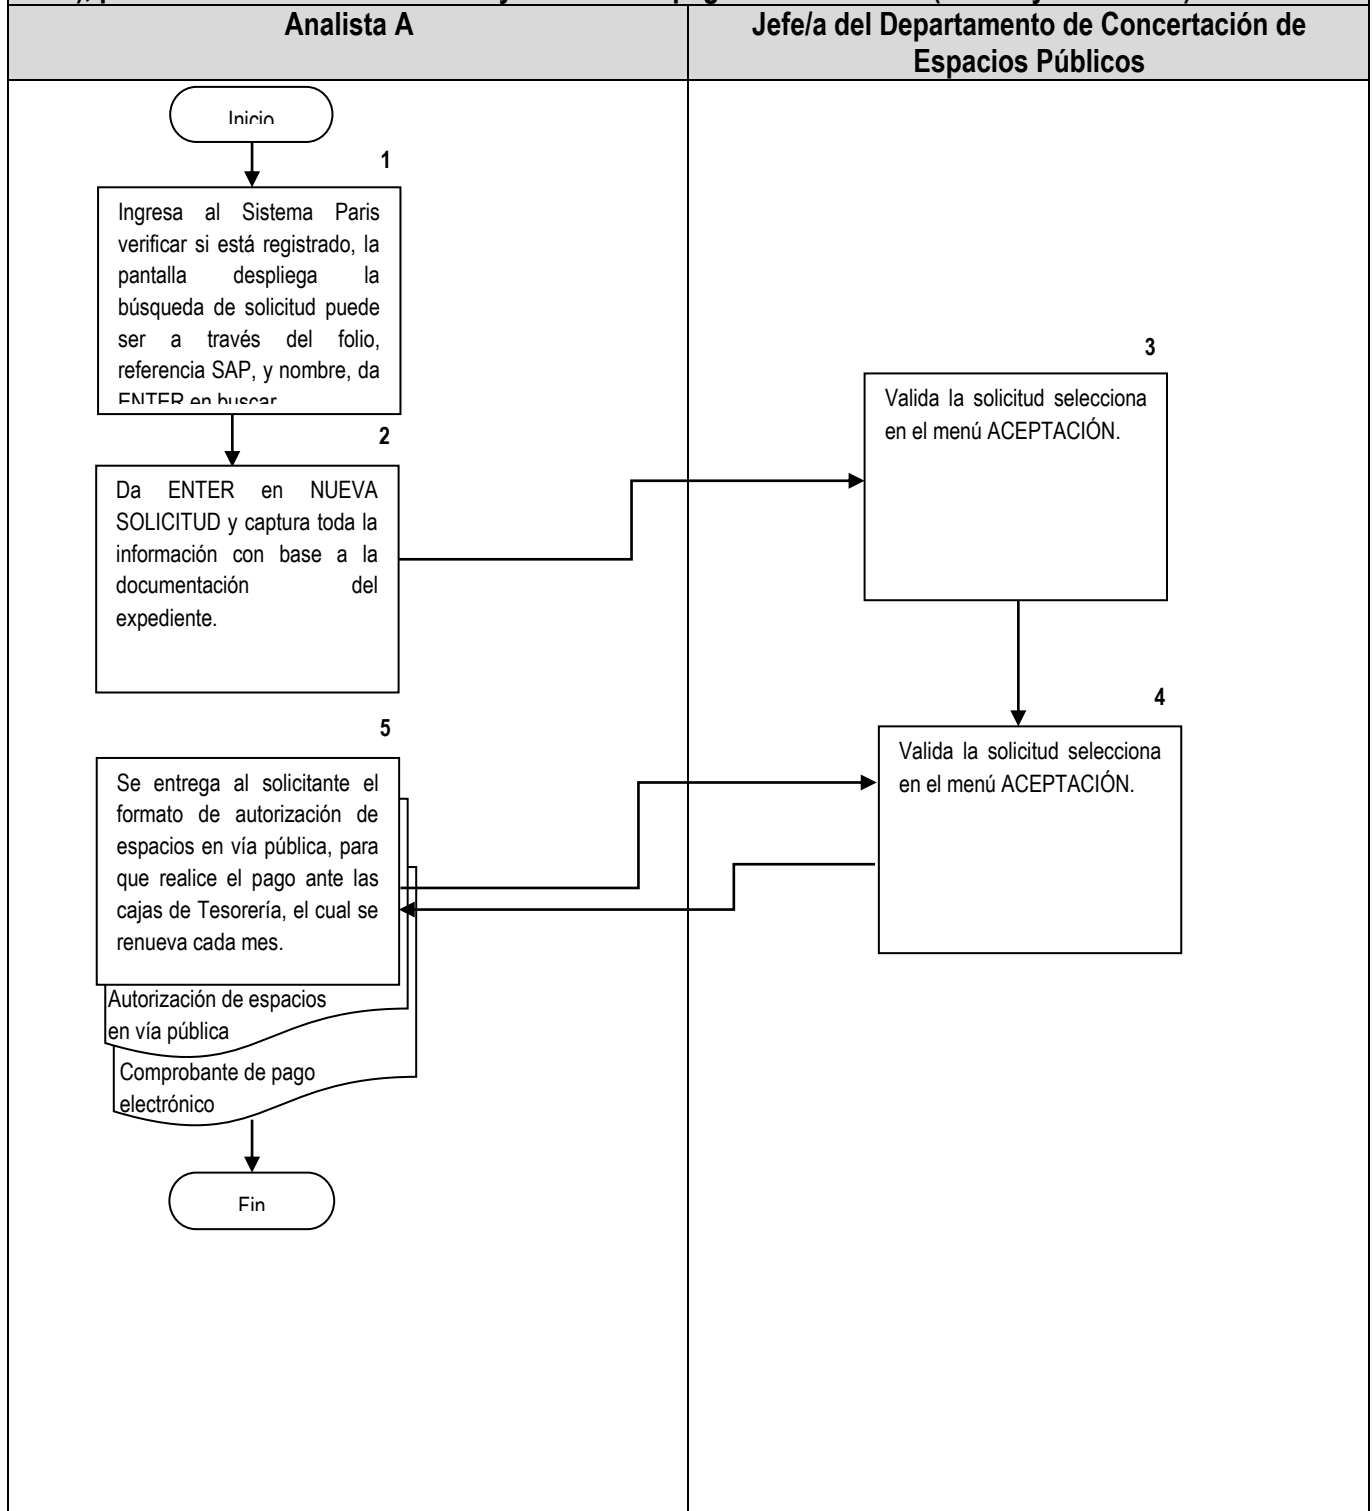 Analista A
Jefe/a del Departamento de Concertación de
Espacios Públicos
Inicio
1
Ingresa al Sistema Paris
verificar si está registrado, la
pantalla despliega la
búsqueda de solicitud puede
ser a través del folio,
referencia SAP, y nombre, da
ENTER en buscar
2
Da ENTER en NUEVA
SOLICITUD y captura toda la
información con base a la
documentación del
expediente.
3
Valida la solicitud selecciona
en el menú ACEPTACIÓN.
4
Valida la solicitud selecciona
en el menú ACEPTACIÓN.
5
Se entrega al solicitante el
formato de autorización de
espacios en vía pública, para
que realice el pago ante las
cajas de Tesorería, el cual se
renueva cada mes.
Autorización de espacios
en vía pública
Comprobante de pago
electrónico
Fin